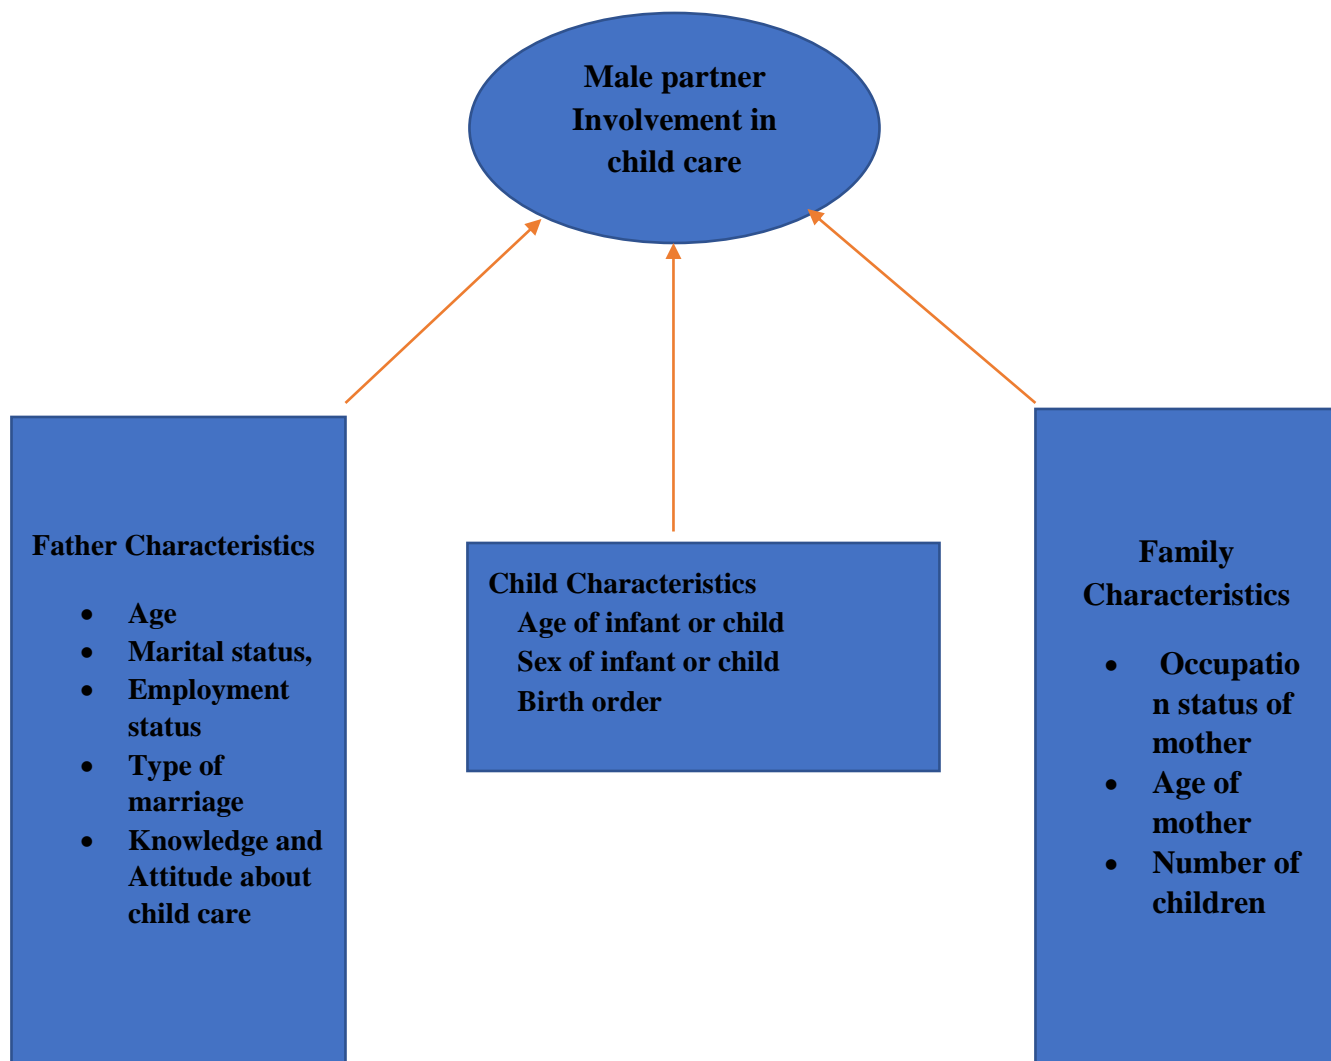 Male partner
Involvement in
child care
Father Characteristics
• Age
• Marital status,
• Employment
status
• Type of
marriage
• Knowledge and
Attitude about
child care
Child Characteristics
Age of infant or child
Sex of infant or child
Birth order
Family
Characteristics
• Occupatio
n status of
mother
• Age of
mother
• Number of
children